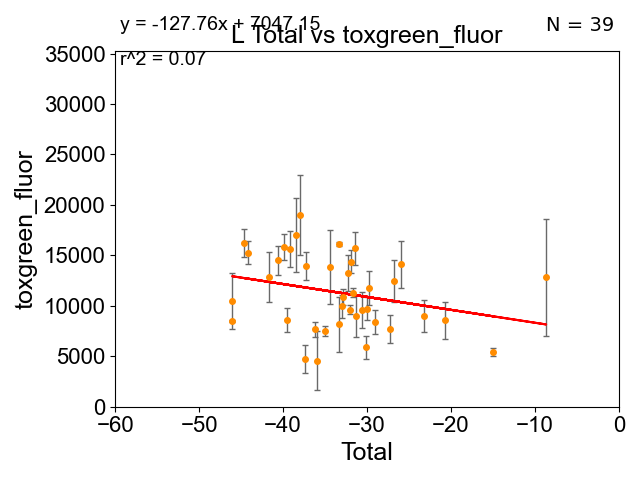 y = -127.76x + 7047.15
N = 39
L Total vs toxgreen_fluor
r^2 = 0.07
35000
30000
25000
20000
15000
10000
5000
0
toxgreen_fluor
−60 −50 −40 −30 −20 −10 0
Total